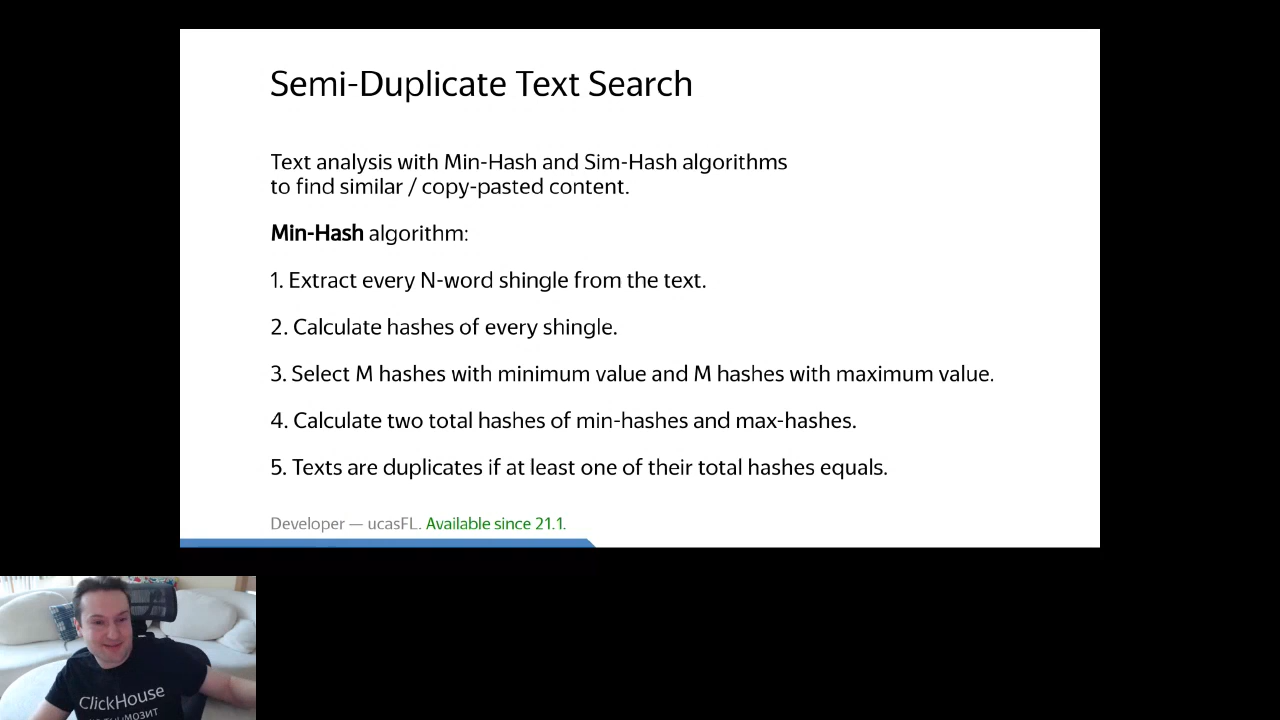 Semi-Duplicate Text Search
Text analysis with Min-Hash and Sim-Hash algorithms
to find similar / copy-pasted content.
Min-Hash algorithm:
1. Extract every N-word shingle from the text.
2. Calculate hashes of every shingle.
3. Select M hashes with minimum value and M hashes with maximum value.
4. Calculate two total hashes of min-hashes and max-hashes.
5. Texts are duplicates if at least one of their total hashes equals.
Developer — ucasFL. Available since 21.1.
ClickHouse